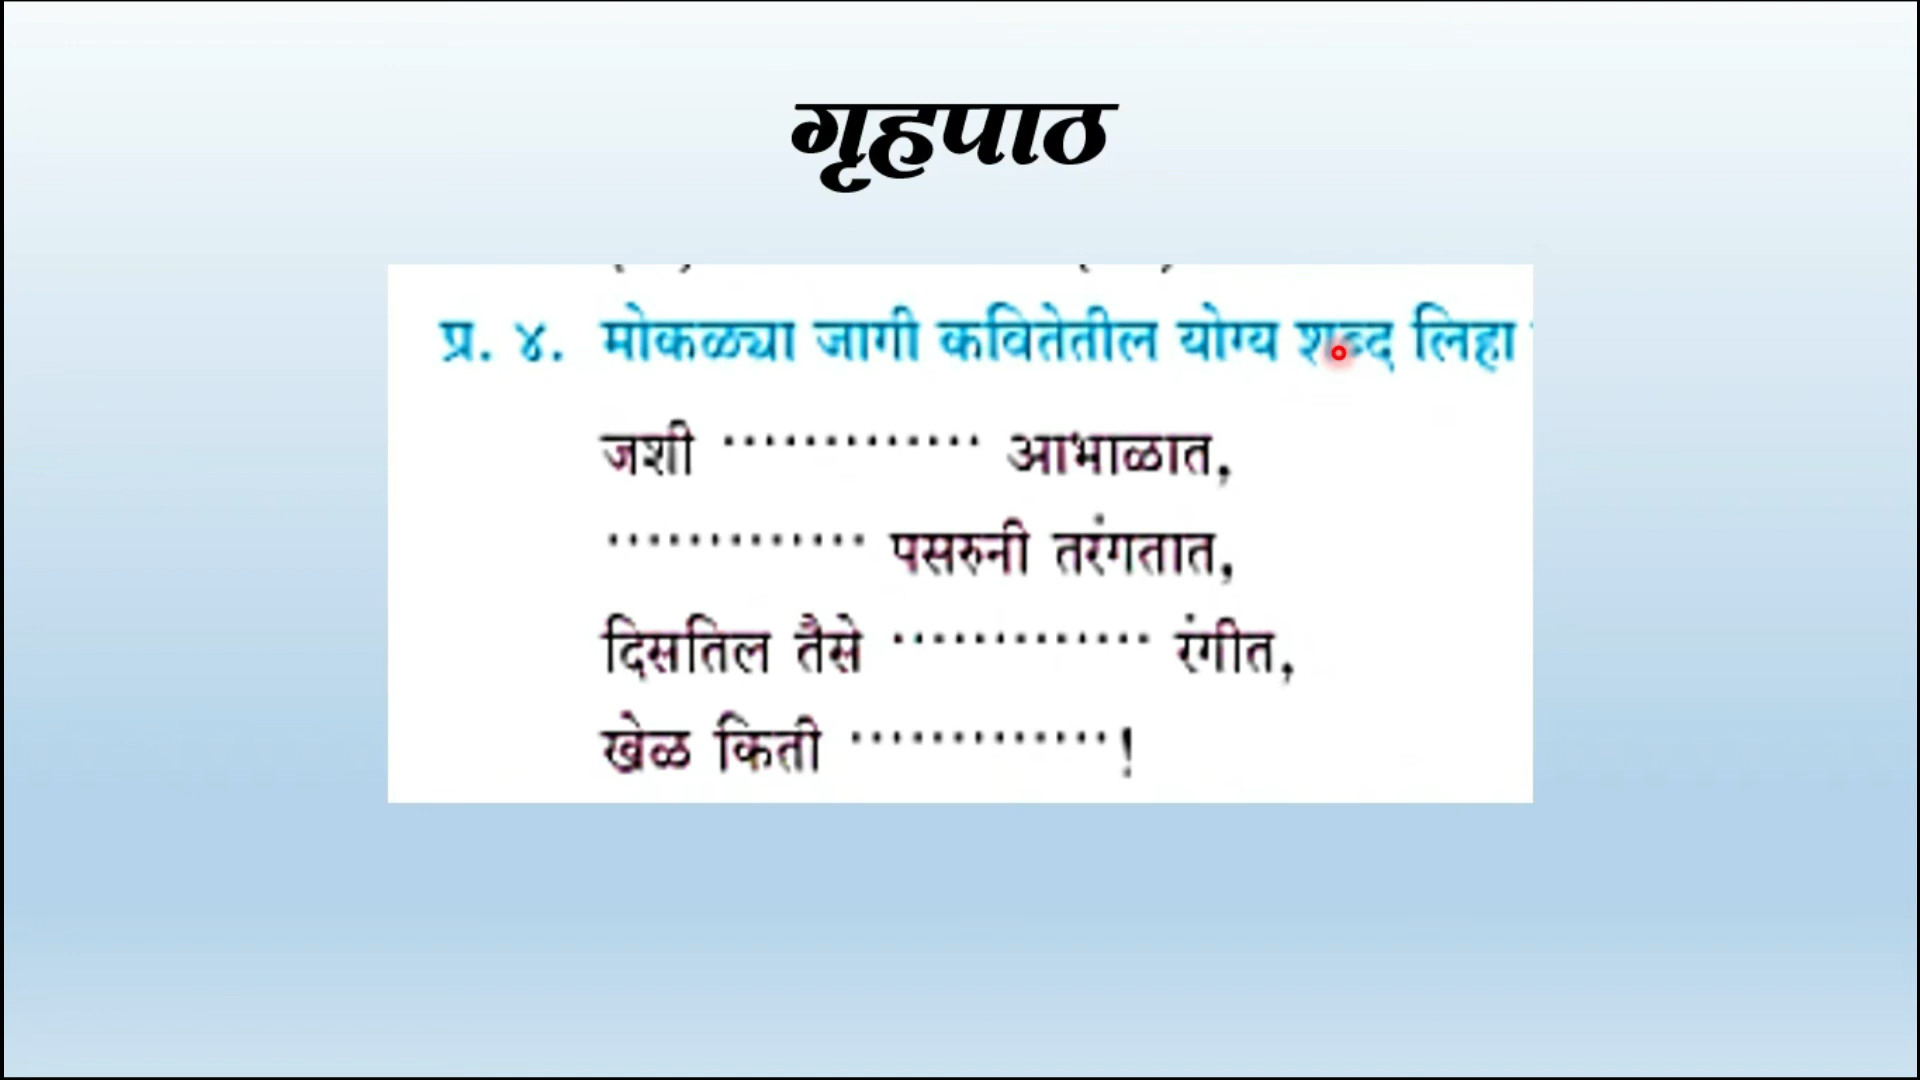 गृहपाठ
प्र. ४. मोकळ्या जागी कवितेतील योग्य शब्द लिहा
जशी ............. आभाळात,
............. पसरुनी तरंगतात,
दिसतिल तैसे ............. रंगीत,
खेळ किती .............!